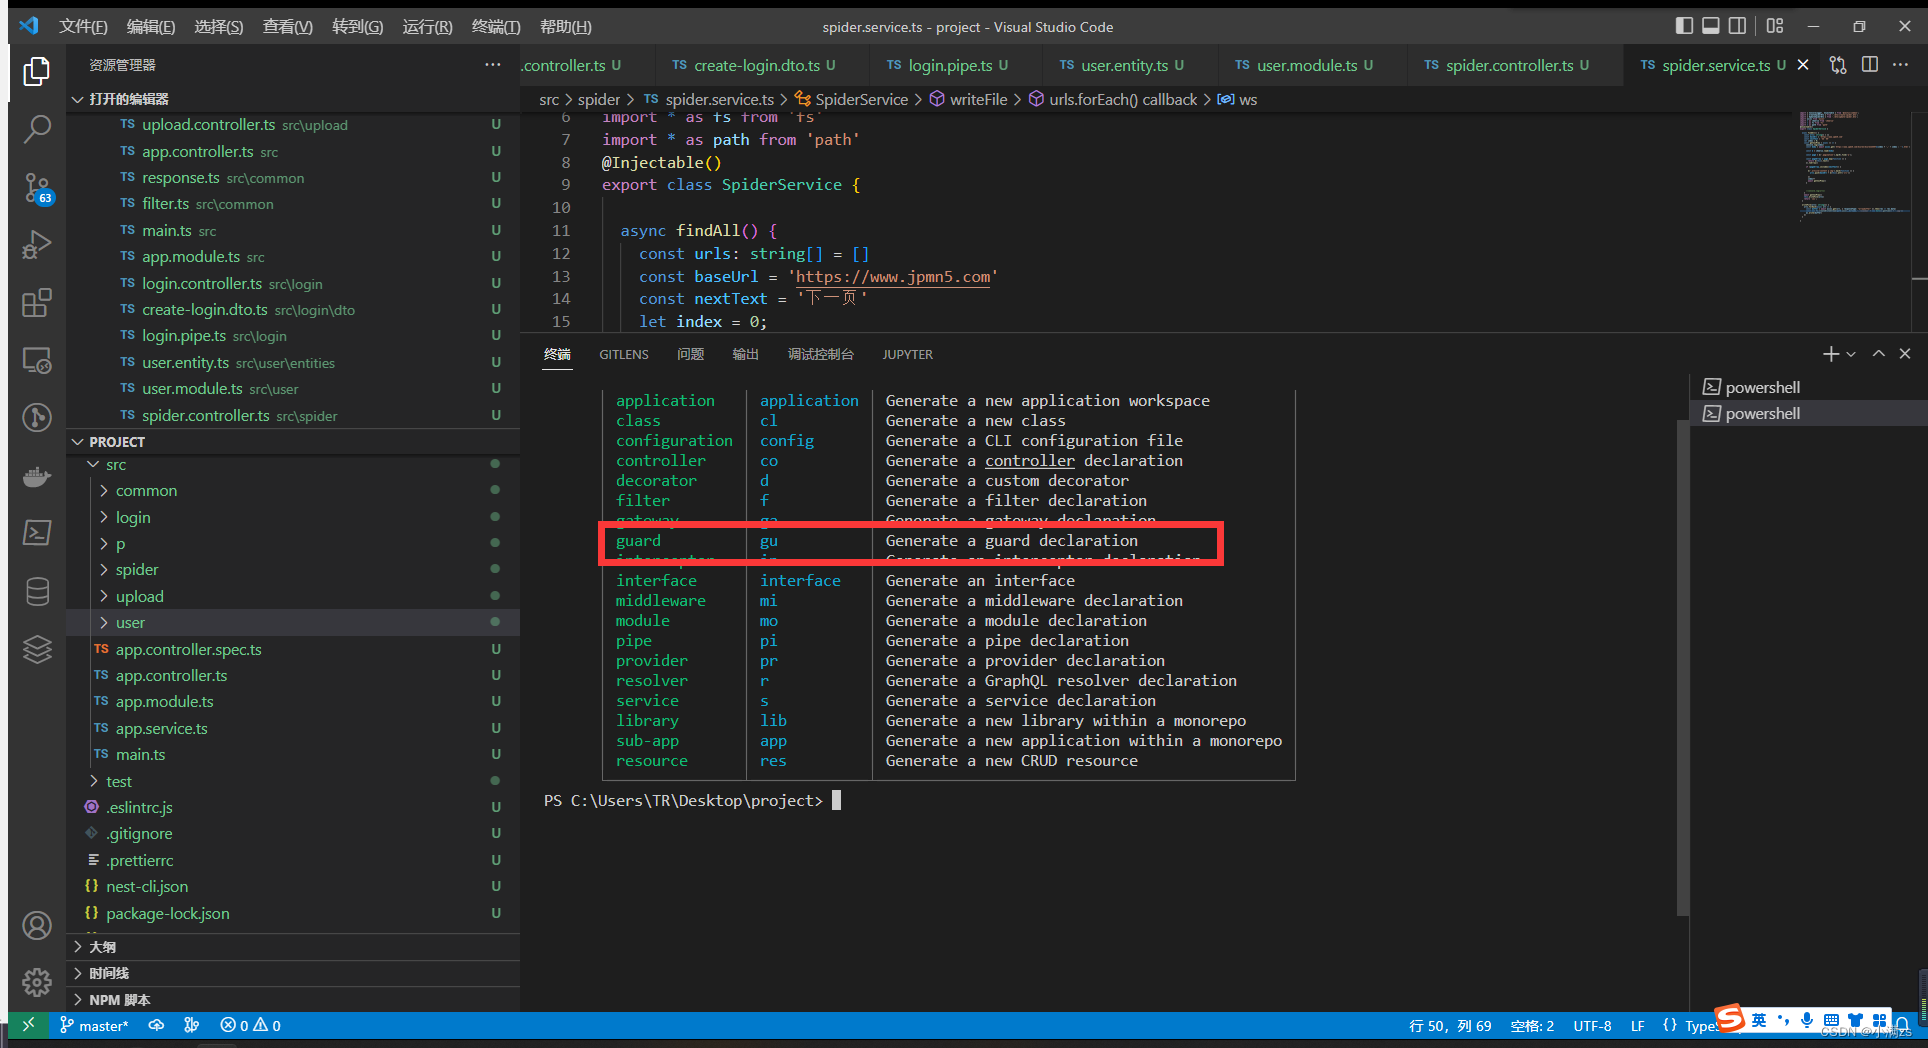 文件(F) 编辑(E) 选择(S) 查看(V) 转到(G) 运行(R) 终端(T) 帮助(H)
spider.service.ts - project - Visual Studio Code
资源管理器
.controller.ts U
TS create-login.dto.ts U
TS login.pipe.ts U
TS user.entity.ts U
TS user.module.ts U
TS spider.controller.ts U
TS spider.service.ts U
打开的编辑器
TS upload.controller.ts src\upload U
TS app.controller.ts src U
TS response.ts src\common U
TS filter.ts src\common U
TS main.ts src U
TS app.module.ts src U
TS login.controller.ts src\login U
TS create-login.dto.ts src\login\dto U
TS login.pipe.ts src\login U
TS user.entity.ts src\user\entities U
TS user.module.ts src\user U
TS spider.controller.ts src\spider U
63
PROJECT
src
common
login
p
spider
upload
user
TS app.controller.spec.ts U
TS app.controller.ts U
TS app.module.ts U
TS app.service.ts U
TS main.ts U
test
.eslintrc.js U
.gitignore U
.prettierrc U
{} nest-cli.json U
{} package-lock.json U
大纲
时间线
NPM 脚本
src > spider > TS spider.service.ts > SpiderService > writeFile > urls.forEach() callback > ws
6 import * as fs from 'fs'
7 import * as path from 'path'
8 @Injectable()
9 export class SpiderService {
10
11 async findAll() {
12 const urls: string[] = []
13 const baseUrl = 'https://www.jpmn5.com'
14 const nextText = '下一页'
15 let index = 0;
终端 GITLENS 问题 输出 调试控制台 JUPYTER
powershell
powershell
application application Generate a new application workspace
class cl Generate a new class
configuration config Generate a CLI configuration file
controller co Generate a controller declaration
decorator d Generate a custom decorator
filter f Generate a filter declaration
gateway ga Generate a gateway declaration
guard gu Generate a guard declaration
interceptor in Generate an interceptor declaration
interface interface Generate an interface
middleware mi Generate a middleware declaration
module mo Generate a module declaration
pipe pi Generate a pipe declaration
provider pr Generate a provider declaration
resolver r Generate a GraphQL resolver declaration
service s Generate a service declaration
library lib Generate a new library within a monorepo
sub-app app Generate a new application within a monorepo
resource res Generate a new CRUD resource
PS C:\Users\TR\Desktop\project>
master* 0 0
行 50，列 69 空格: 2 UTF-8 LF {} TypeS
英
CSDN @小满zs